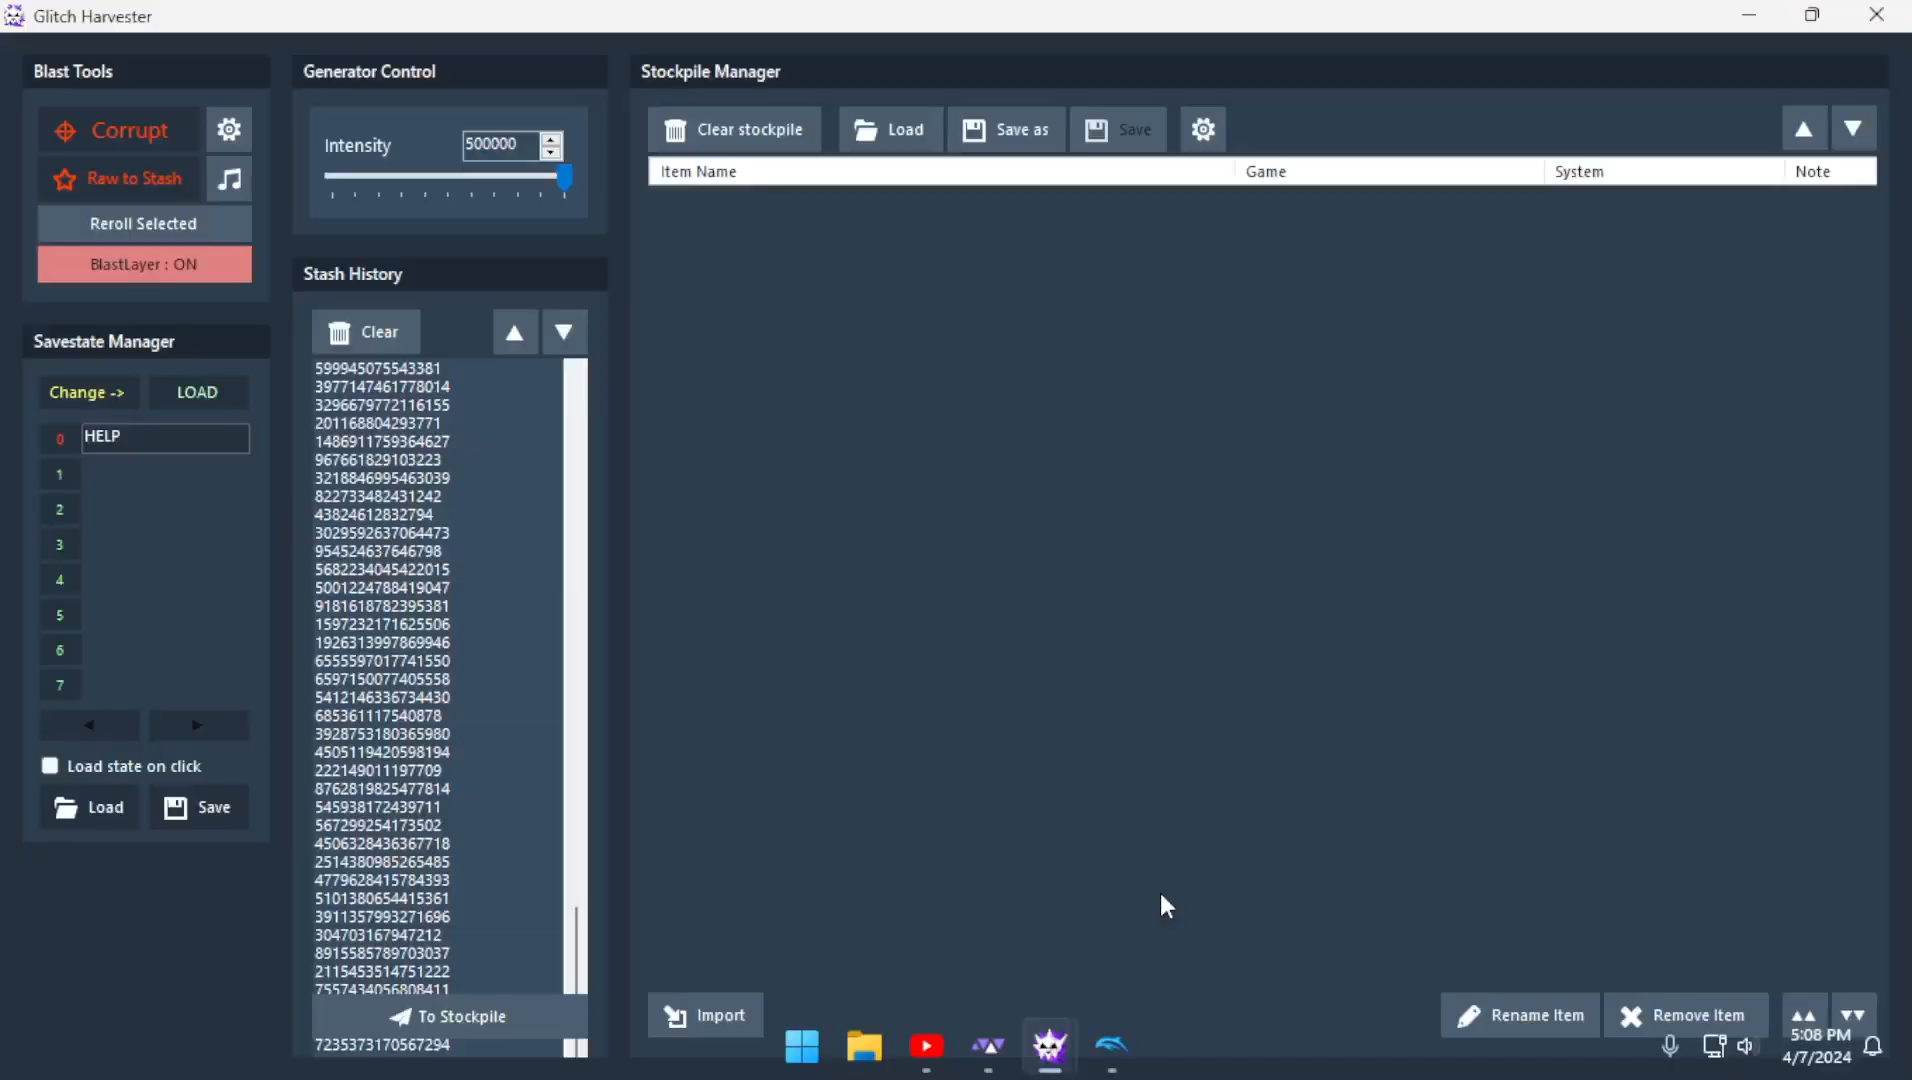 Glitch Harvester
Blast Tools
Corrupt
Raw to Stash
Reroll Selected
BlastLayer : ON
Savestate Manager
Change ->
LOAD
0
HELP
1
2
3
4
5
6
7
Load state on click
Load
Save
Generator Control
Intensity
500000
Stash History
Clear
599945075543381
3977147461778014
3296679772116155
201168804293771
1486911759364627
967661829103223
3218846995463039
822733482431242
43824612832794
3029592637064473
954524637646798
5682234045422015
5001224788419047
9181618782395381
1597232171625506
1926313997869946
6555597017741550
6597150077405558
5412146336734430
685361117540878
3928753180365980
4505119420598194
222149011197709
8762819825477814
545938172439711
567299254173502
4506328436367718
2514380985265485
4779628415784393
5101380654415361
3911357993271696
304703167947212
8915585789703037
2115453514751222
7557434056808411
To Stockpile
7235373170567294
Stockpile Manager
Clear stockpile
Load
Save as
Save
Item Name
Game
System
Note
Import
Rename Item
Remove Item
5:08 PM
4/7/2024